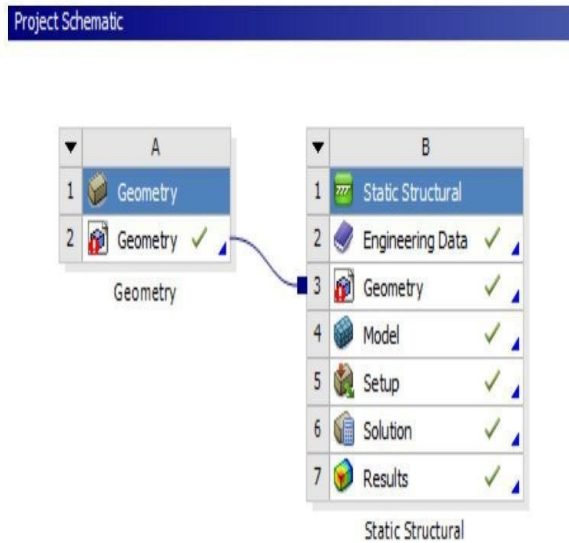 Project Schematic
A
1 Geometry
2 Geometry
Geometry
B
1 Static Structural
2 Engineering Data
3 Geometry
4 Model
5 Setup
6 Solution
7 Results
Static Structural